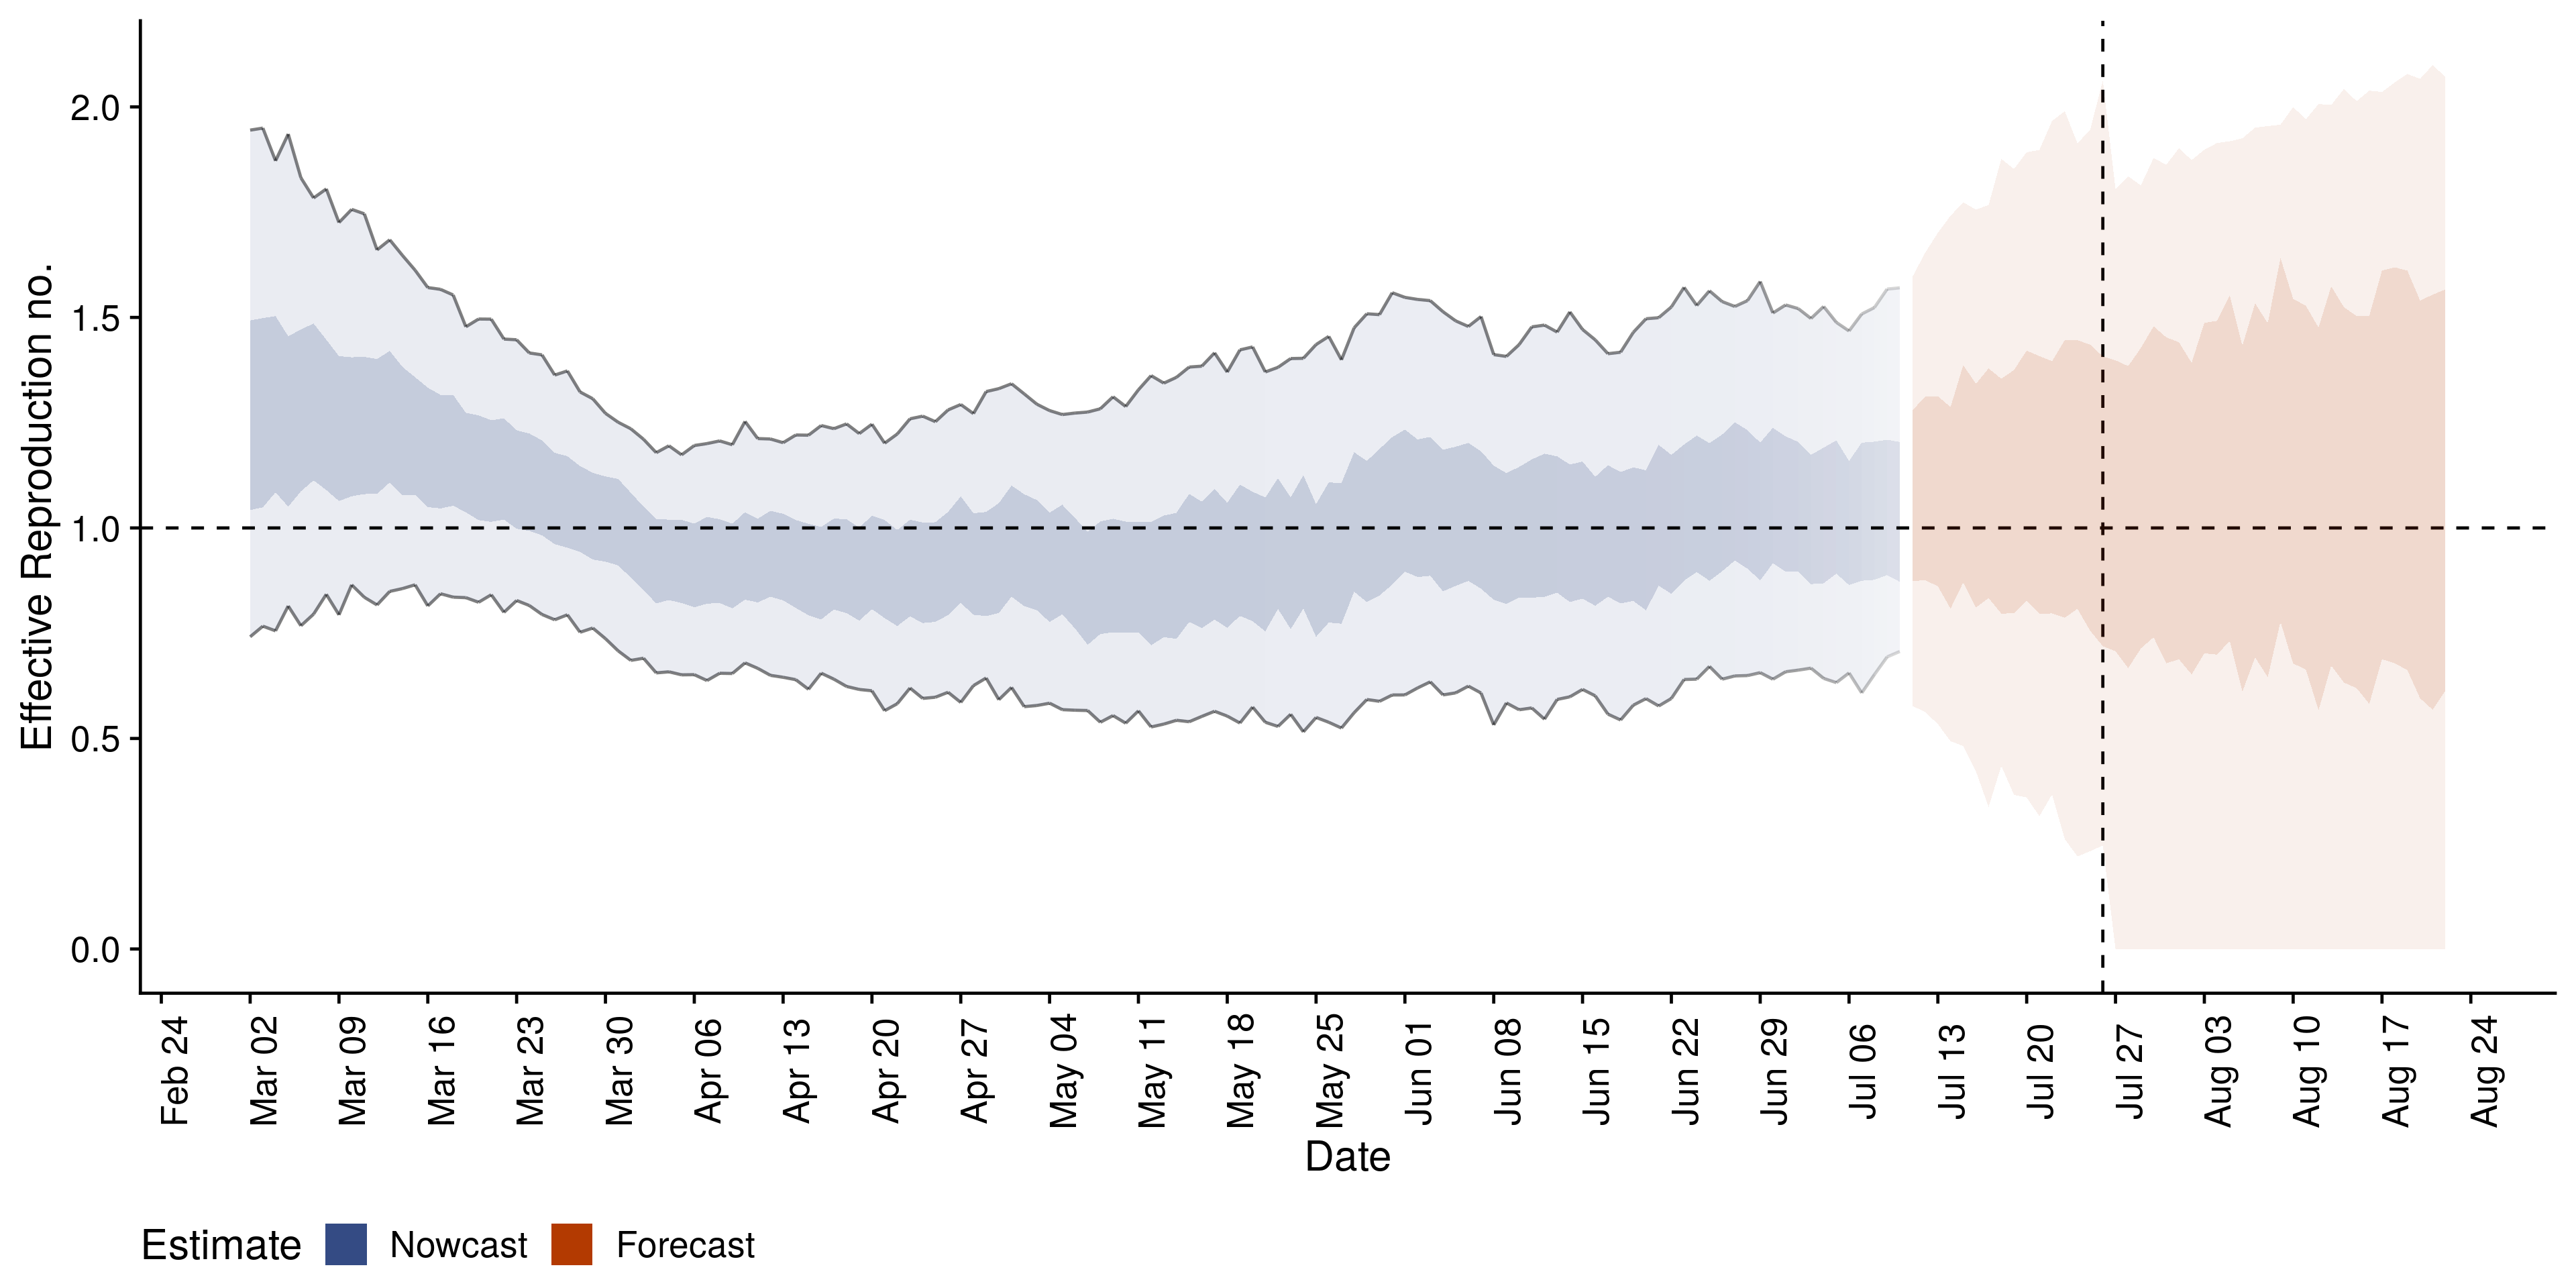 Effective Reproduction no.
2.0
1.5
1.0
0.5
0.0
Feb 24
Mar 02
Mar 09
Mar 16
Mar 23
Mar 30
Apr 06
Apr 13
Apr 20
Apr 27
May 04
May 11
May 18
May 25
Jun 01
Jun 08
Jun 15
Jun 22
Jun 29
Jul 06
Jul 13
Jul 20
Jul 27
Aug 03
Aug 10
Aug 17
Aug 24
Date
Estimate Nowcast Forecast